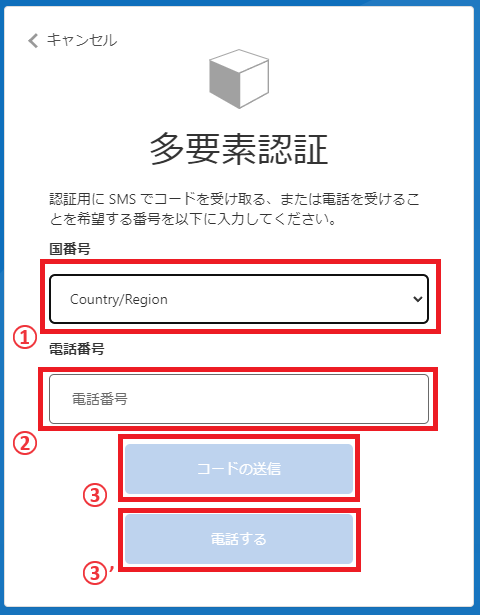 キャンセル
多要素認証
認証用に SMS でコードを受け取る、または電話を受けるこ
とを希望する番号を以下に入力してください。
国番号
Country/Region
①
電話番号
電話番号
②
コードの送信
③
電話する
③’